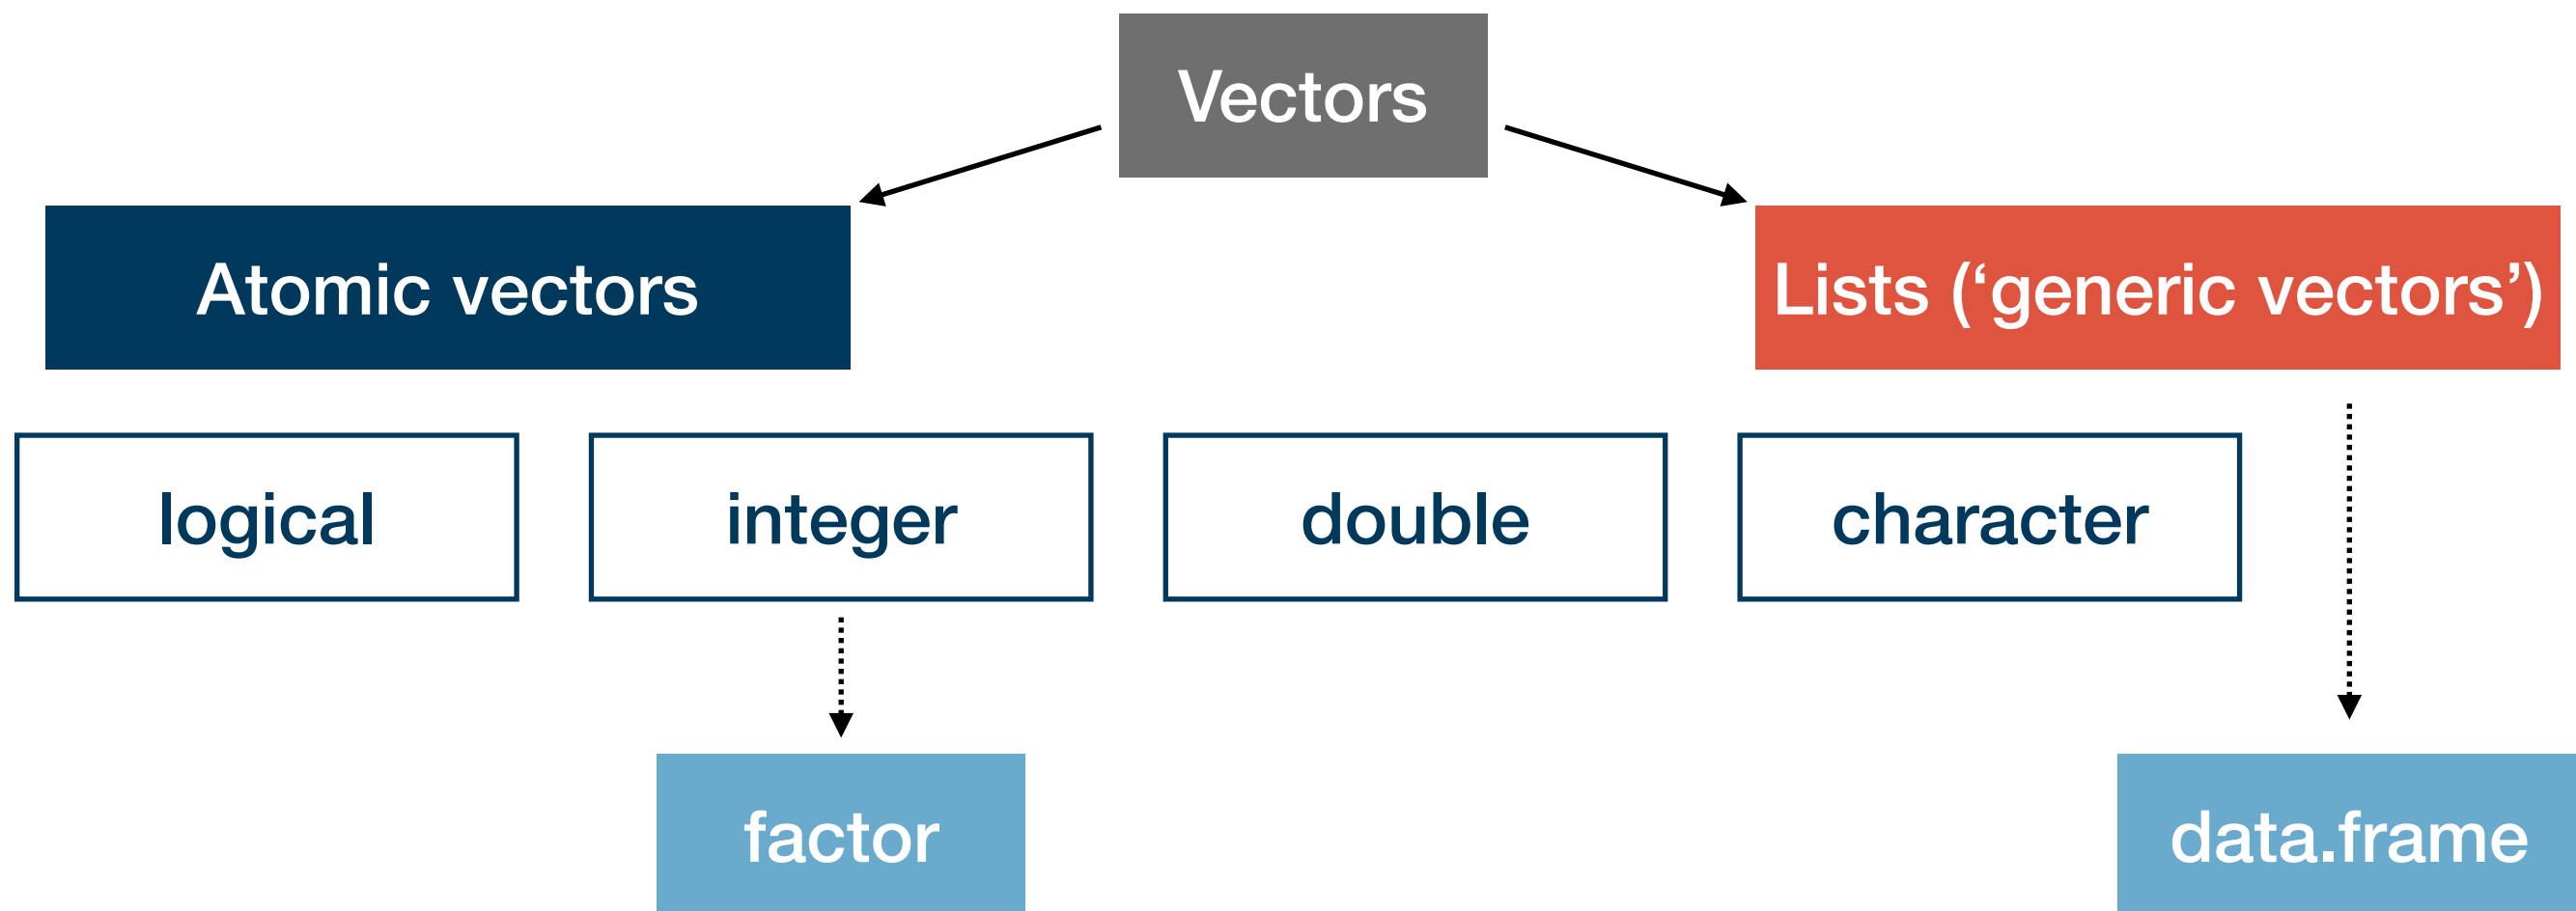 Vectors
Atomic vectors
Lists (‘generic vectors’)
logical
integer
double
character
factor
data.frame